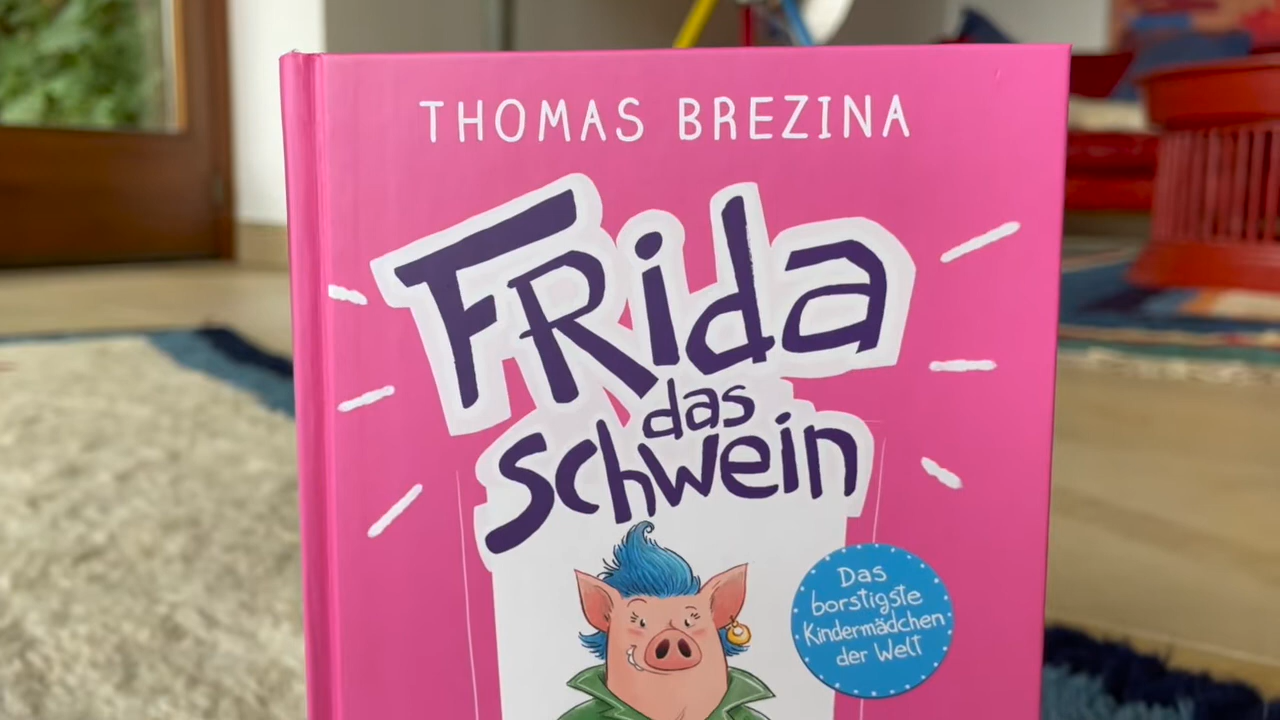 THOMAS BREZINA
FRida
das
Schwein
Das
borstigste
Kindermädchen
der Welt